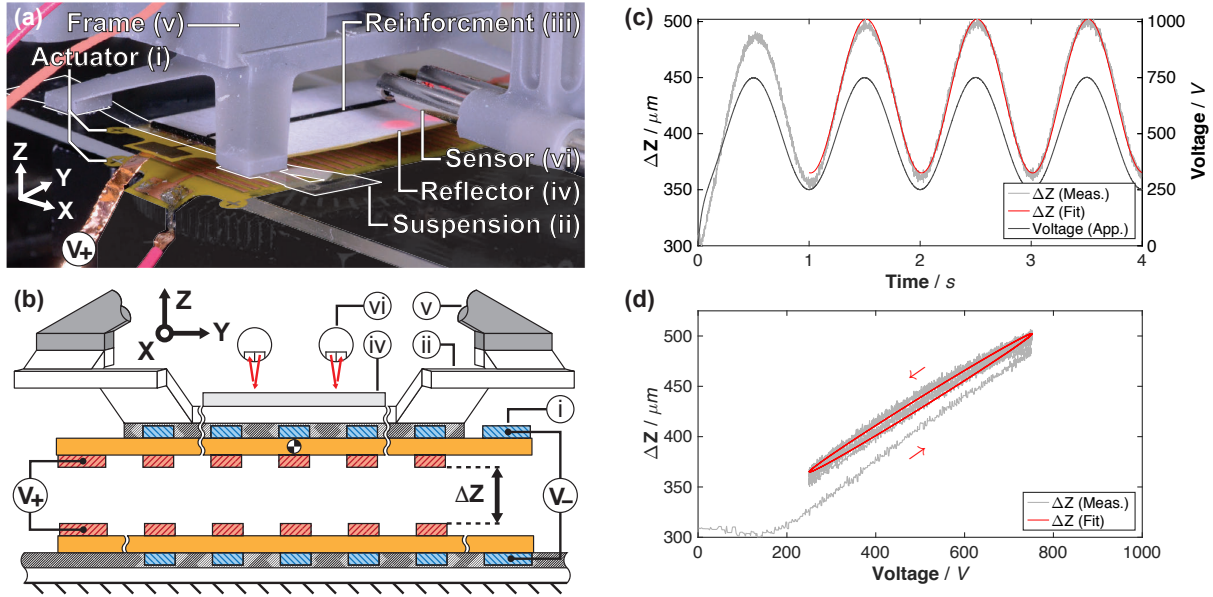 (a)
Frame (v)
Reinforcment (iii)
Actuator (i)
Sensor (vi)
Reflector (iv)
Suspension (ii)
Z
Y
X
V+
(b)
Z
Y
X
vi
v
iv
ii
i
V+
ΔZ
V-
(c)
500
450
400
350
300
ΔZ / μm
1000
750
500
250
0
Voltage / V
ΔZ (Meas.)
ΔZ (Fit)
Voltage (App.)
0 1 2 3 4
Time / s
(d)
500
450
400
350
300
ΔZ / μm
ΔZ (Meas.)
ΔZ (Fit)
0 200 400 600 800 1000
Voltage / V